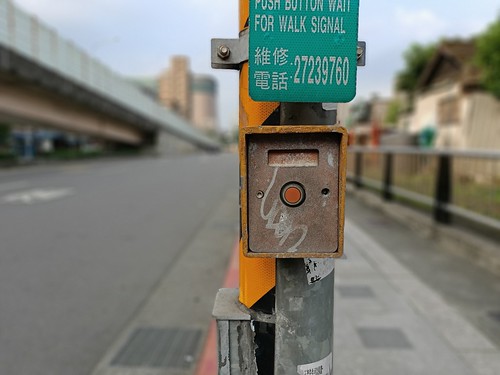 PUSH BUTTON WAIT
FOR WALK SIGNAL
維修
電話:27239760